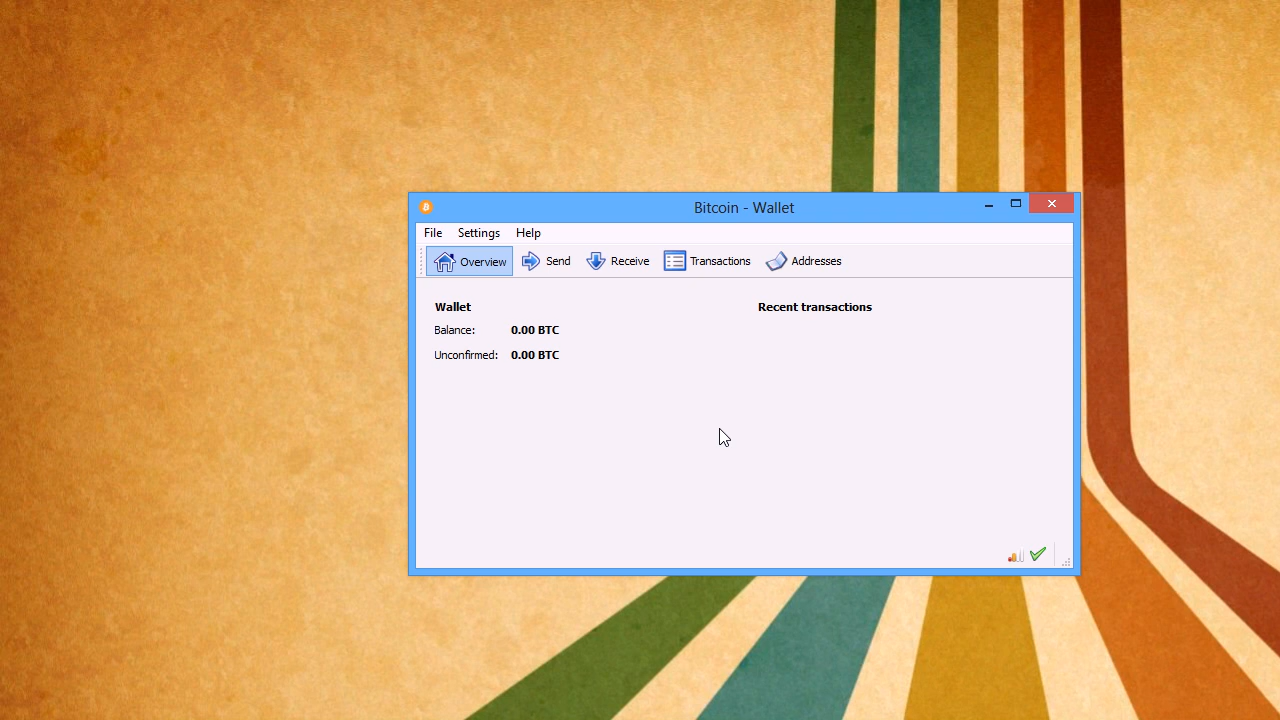 Bitcoin - Wallet
File Settings Help
Overview Send Receive Transactions Addresses
Wallet Recent transactions
Balance: 0.00 BTC
Unconfirmed: 0.00 BTC